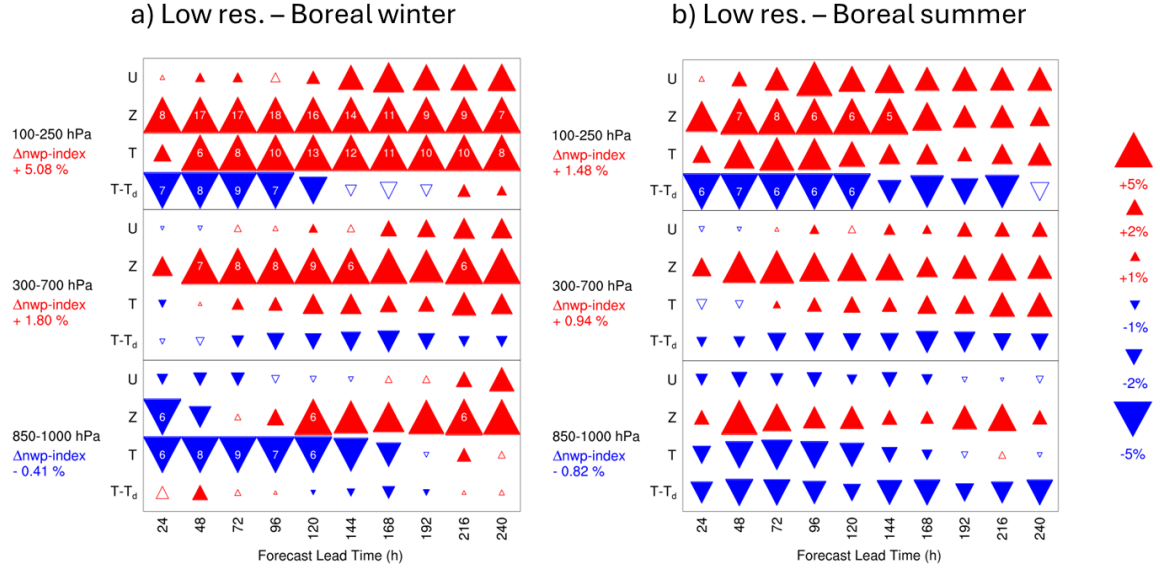 a) Low res. – Boreal winter
b) Low res. – Boreal summer
100-250 hPa
Δnwp-index
+ 5.08 %
U
Z 8 17 17 18 16 14 11 9 9 7
T 6 8 10 13 12 11 10 10 8
T-Td 7 8 9 7
300-700 hPa
Δnwp-index
+ 1.80 %
U
Z 7 8 8 9 6 6
T
T-Td
850-1000 hPa
Δnwp-index
- 0.41 %
U
Z 6 6 6
T 6 8 9 7 6
T-Td
24 48 72 96 120 144 168 192 216 240
Forecast Lead Time (h)
100-250 hPa
Δnwp-index
+ 1.48 %
U
Z 7 8 6 6 5
T
T-Td 6 7 6 6 6
300-700 hPa
Δnwp-index
+ 0.94 %
U
Z
T
T-Td
850-1000 hPa
Δnwp-index
- 0.82 %
U
Z
T
T-Td
24 48 72 96 120 144 168 192 216 240
Forecast Lead Time (h)
+5%
+2%
+1%
-1%
-2%
-5%